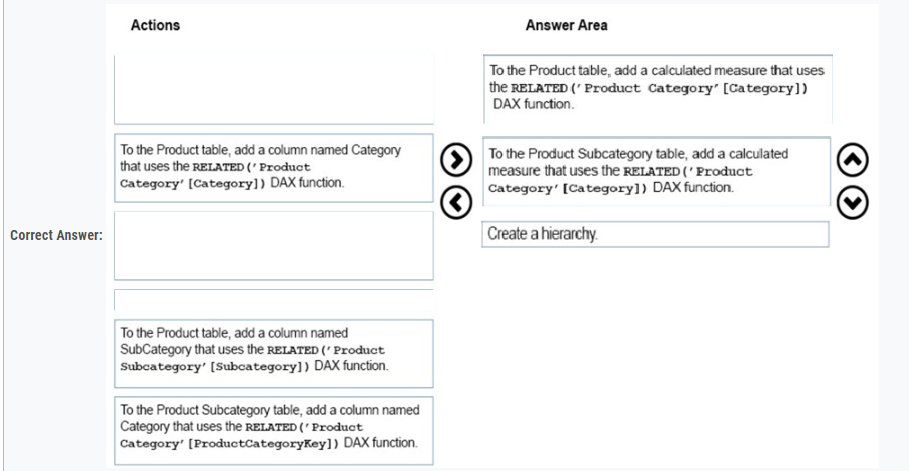 Actions
Answer Area
To the Product table, add a calculated measure that uses
the RELATED('Product Category'[Category])
DAX function.
To the Product table, add a column named Category
that uses the RELATED('Product
Category'[Category]) DAX function.
To the Product Subcategory table, add a calculated
measure that uses the RELATED('Product
Category'[Category]) DAX function.
Correct Answer:
Create a hierarchy.
To the Product table, add a column named
SubCategory that uses the RELATED('Product
Subcategory'[Subcategory]) DAX function.
To the Product Subcategory table, add a column named
Category that uses the RELATED('Product
Category'[ProductCategoryKey]) DAX function.